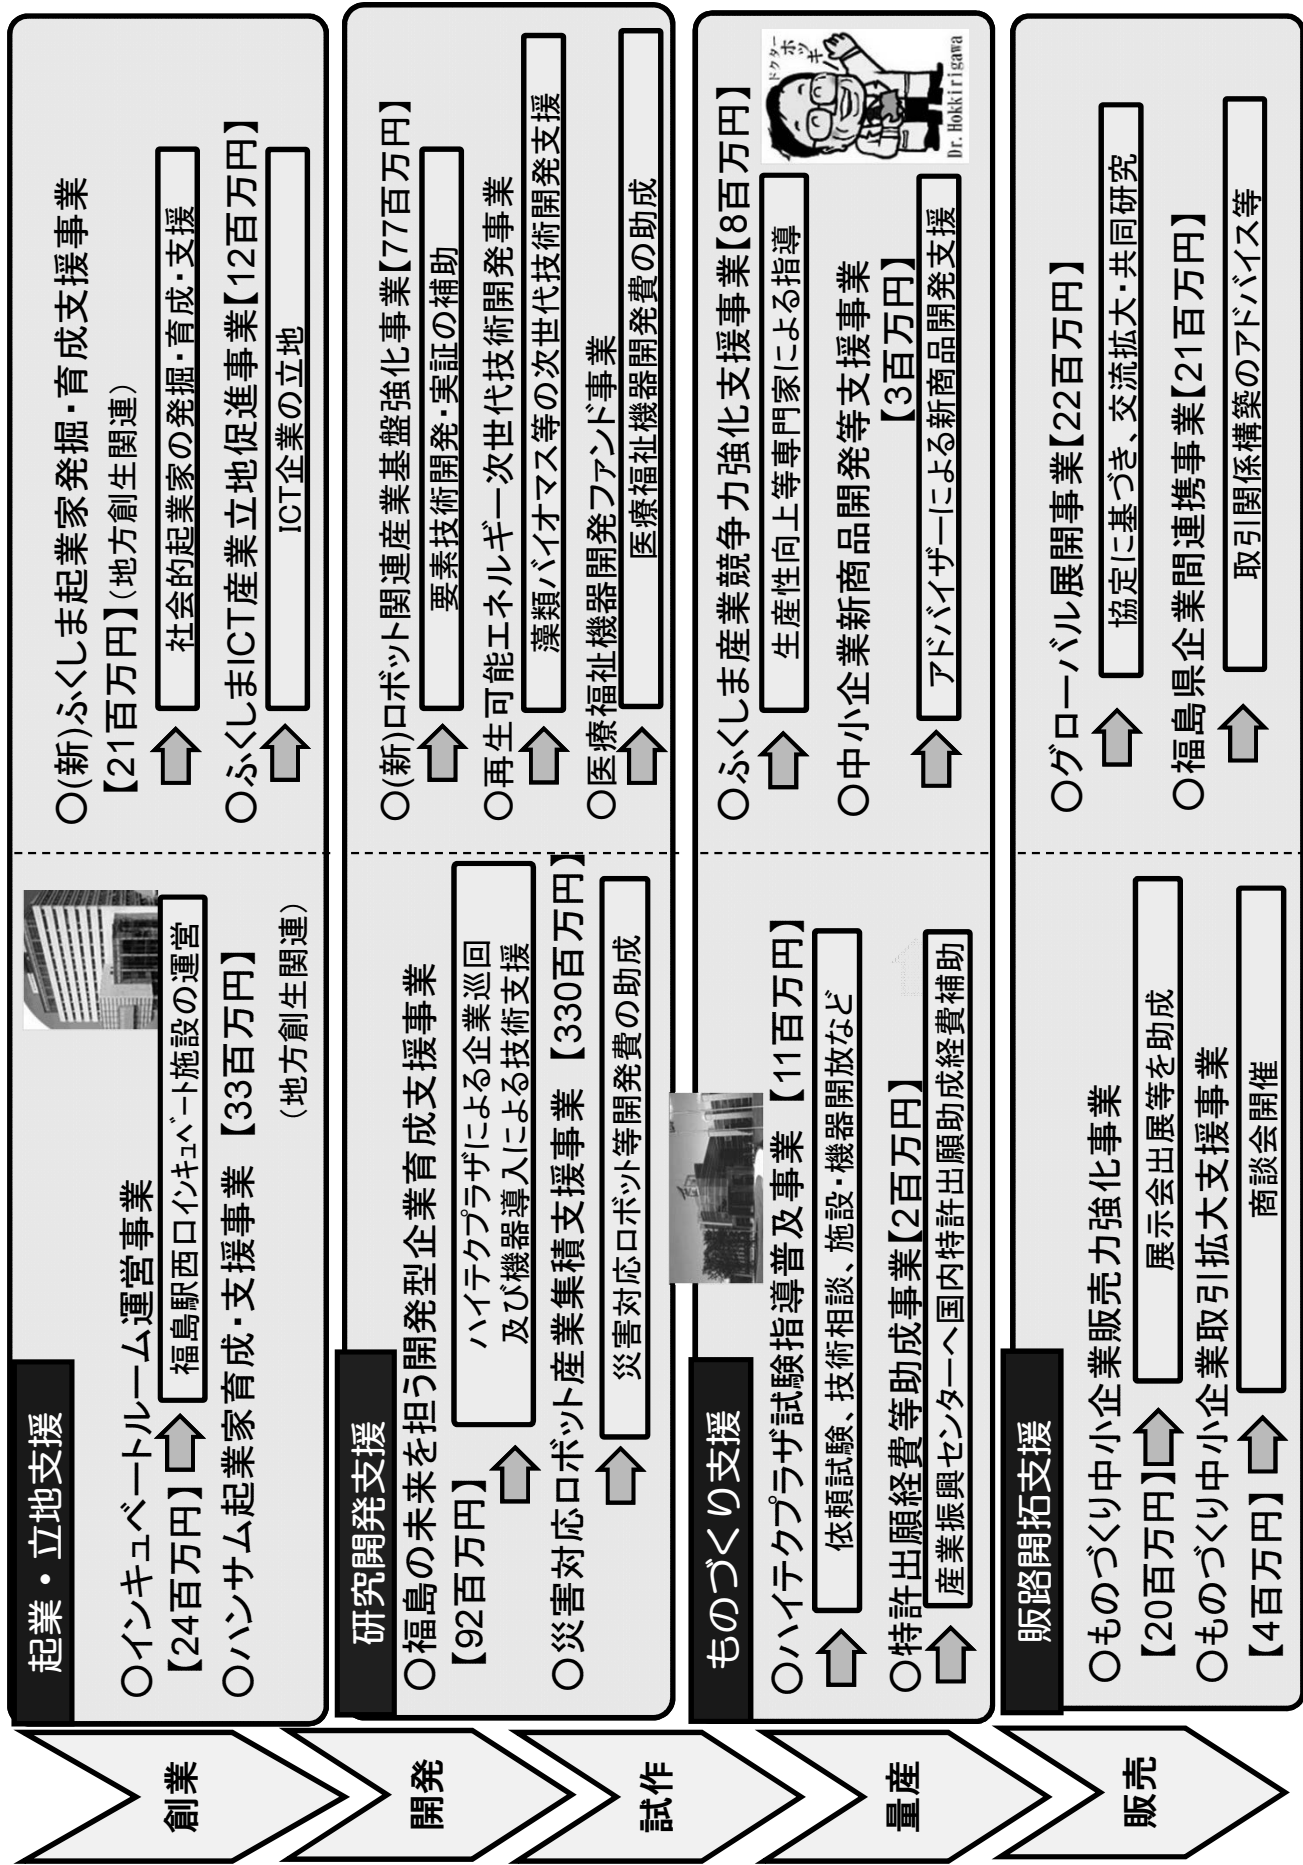 創業
開発
試作
量産
販売
起業・立地支援
○インキュベートルーム運営事業
【24百万円】
福島駅西口インキュベート施設の運営
○ハンサム起業家育成・支援事業 【33百万円】
（地方創生関連）
○(新)ふくしま起業家発掘・育成支援事業
【21百万円】(地方創生関連)
社会的起業家の発掘・育成・支援
○ふくしまICT産業立地促進事業【12百万円】
ICT企業の立地
研究開発支援
○福島の未来を担う開発型企業育成支援事業
【92百万円】
ハイテクプラザによる企業巡回
及び機器導入による技術支援
○災害対応ロボット産業集積支援事業 【330百万円】
災害対応ロボット等開発費の助成
○(新)ロボット関連産業基盤強化事業【77百万円】
要素技術開発・実証の補助
○再生可能エネルギー次世代技術開発事業
藻類バイオマス等の次世代技術開発支援
○医療福祉機器開発ファンド事業
医療福祉機器開発費の助成
ものづくり支援
○ハイテクプラザ試験指導普及事業 【11百万円】
依頼試験、技術相談、施設・機器開放など
○特許出願経費等助成事業【2百万円】
産業振興センターへ国内特許出願助成経費補助
○ふくしま産業競争力強化支援事業【8百万円】
生産性向上等専門家による指導
○中小企業新商品開発等支援事業
【3百万円】
アドバイザーによる新商品開発支援
ドクター
ホッキー
Dr. Hokkirigawa
販路開拓支援
○ものづくり中小企業販売力強化事業
【20百万円】
展示会出展等を助成
○ものづくり中小企業取引拡大支援事業
【4百万円】
商談会開催
○グローバル展開事業【22百万円】
協定に基づき、交流拡大・共同研究
○福島県企業間連携事業【21百万円】
取引関係構築のアドバイス等